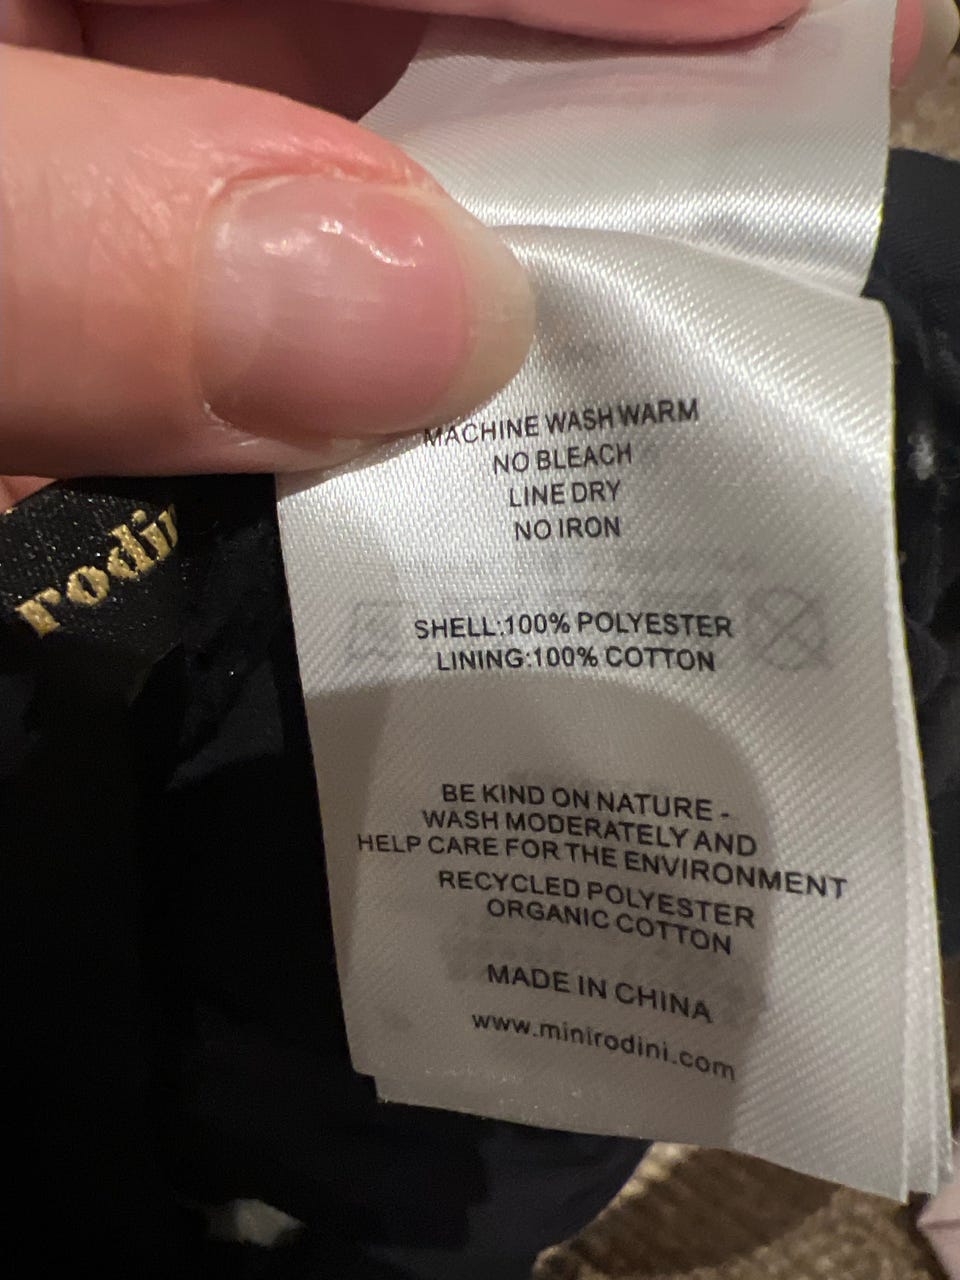 MACHINE WASH WARM
NO BLEACH
LINE DRY
NO IRON
SHELL:100% POLYESTER
LINING:100% COTTON
BE KIND ON NATURE -
WASH MODERATELY AND
HELP CARE FOR THE ENVIRONMENT
RECYCLED POLYESTER
ORGANIC COTTON
MADE IN CHINA
www.minirodini.com
rodin